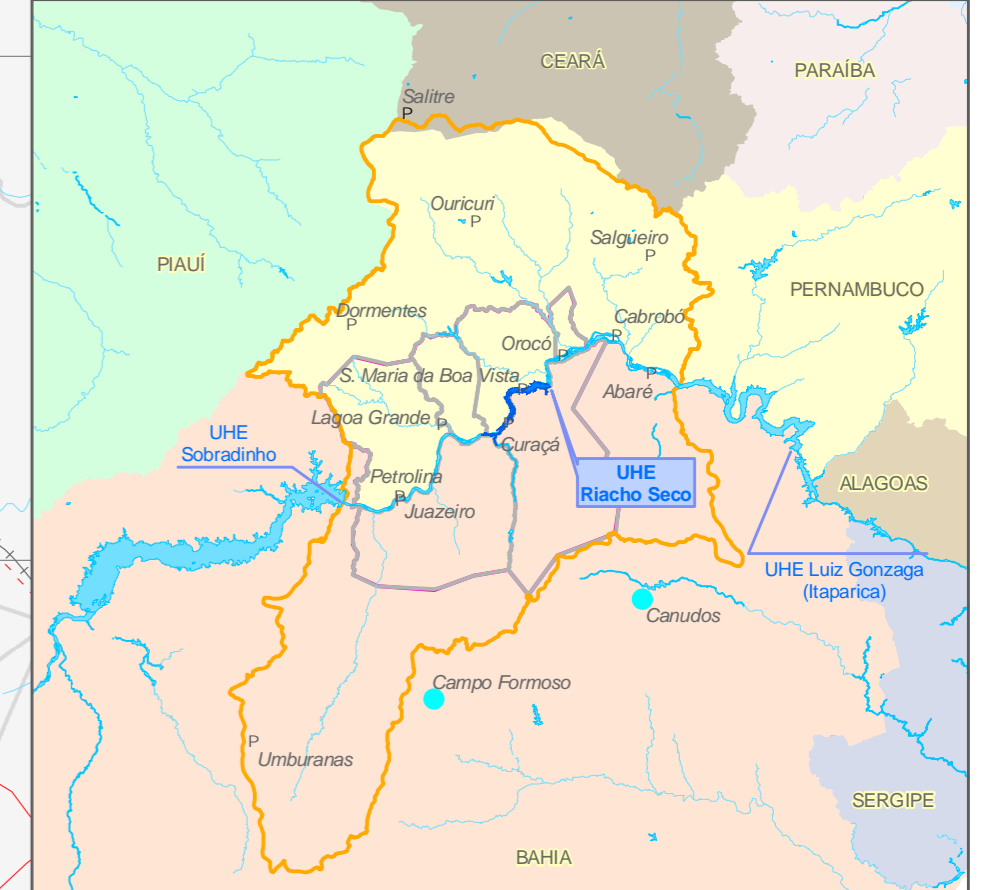 CEARÁ
PARAÍBA
Salitre
P
Ouricuri
P
Salgueiro
P
PIAUÍ
PERNAMBUCO
Dormentes
P
Cabrobó
P
Orocó
P
S. Maria da Boa Vista
P
P
Abaré
Lagoa Grande
P
P
Curaçá
UHE
Sobradinho
UHE
Riacho Seco
Petrolina
P
Juazeiro
ALAGOAS
UHE Luiz Gonzaga
(Itaparica)
Canudos
Campo Formoso
P
Umburanas
SERGIPE
BAHIA